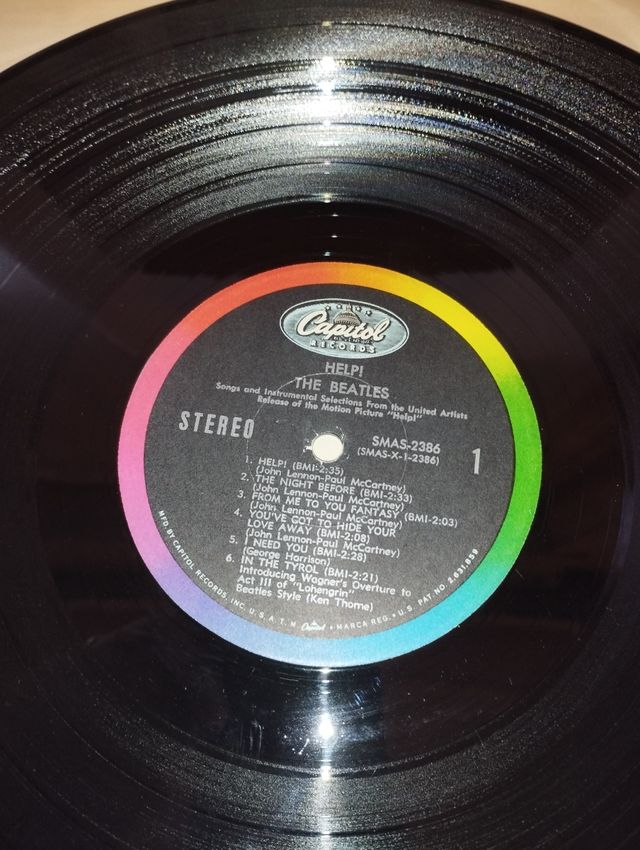 Capitol
RECORDS
HELP!
THE BEATLES
Songs and Instrumental Selections From the United Artists
Release of the Motion Picture "Help!"
STEREO
SMAS-2386
(SMAS-X-1-2386)
1
1. HELP! (BMI-2:35)
(John Lennon-Paul McCartney)
2. THE NIGHT BEFORE (BMI-2:33)
(John Lennon-Paul McCartney)
3. FROM ME TO YOU FANTASY (BMI-2:03)
(John Lennon-Paul McCartney)
4. YOU'VE GOT TO HIDE YOUR
LOVE AWAY (BMI-2:08)
(John Lennon-Paul McCartney)
5. I NEED YOU (BMI-2:28)
(George Harrison)
6. IN THE TYROL (BMI-2:21)
Introducing Wagner's Overture to
Act III of "Lohengrin"
Beatles Style (Ken Thorne)
MFD. BY CAPITOL RECORDS, INC. U.S.A. T.M. Capitol • MARCA REG. • U.S. PAT. NO. 2,631,859